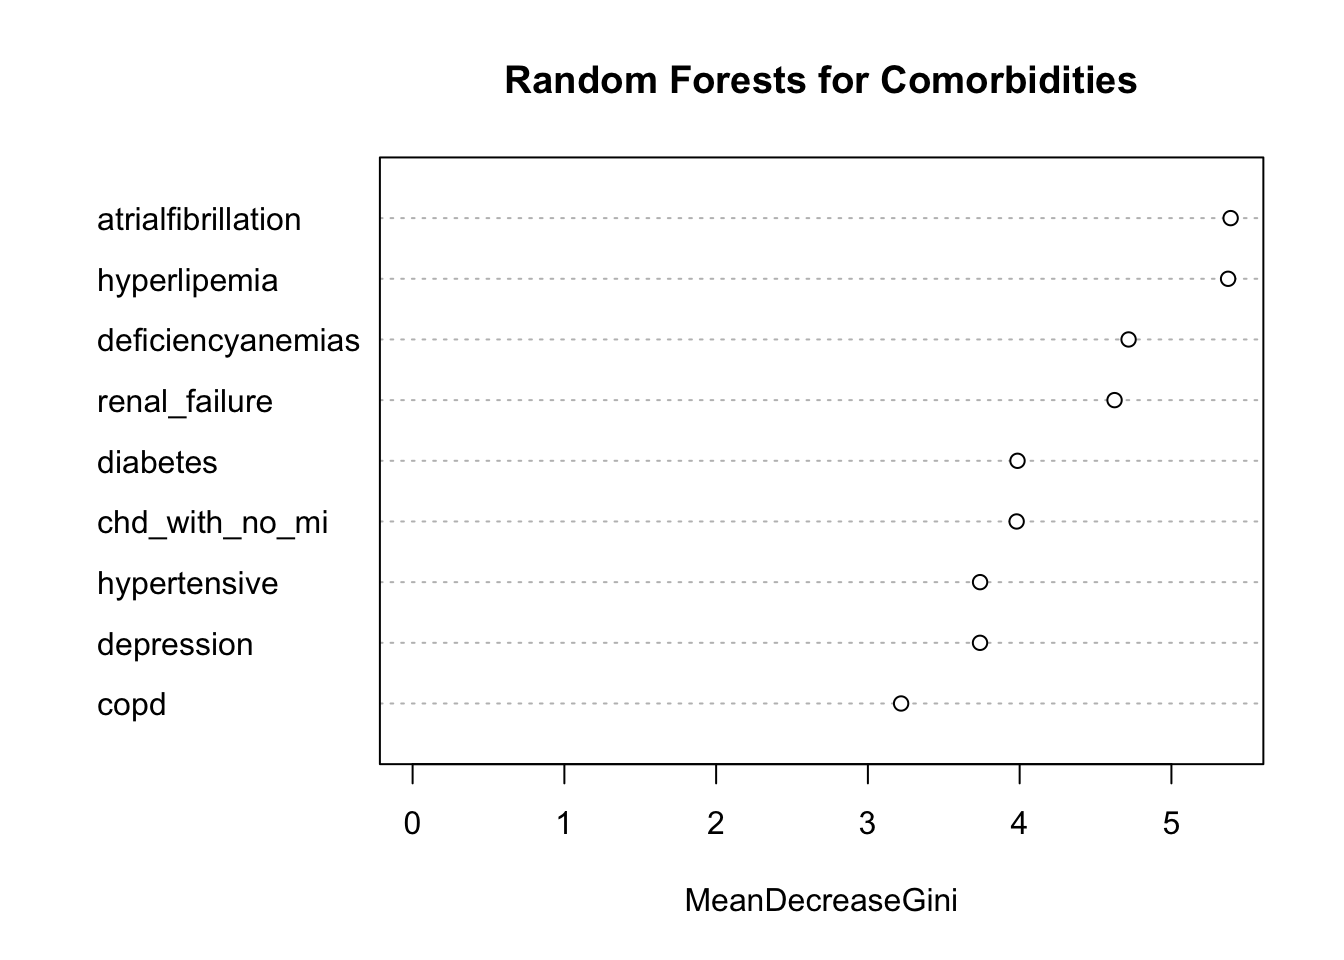 Random Forests for Comorbidities
atrialfibrillation
hyperlipemia
deficiencyanemias
renal_failure
diabetes
chd_with_no_mi
hypertensive
depression
copd
0 1 2 3 4 5
MeanDecreaseGini